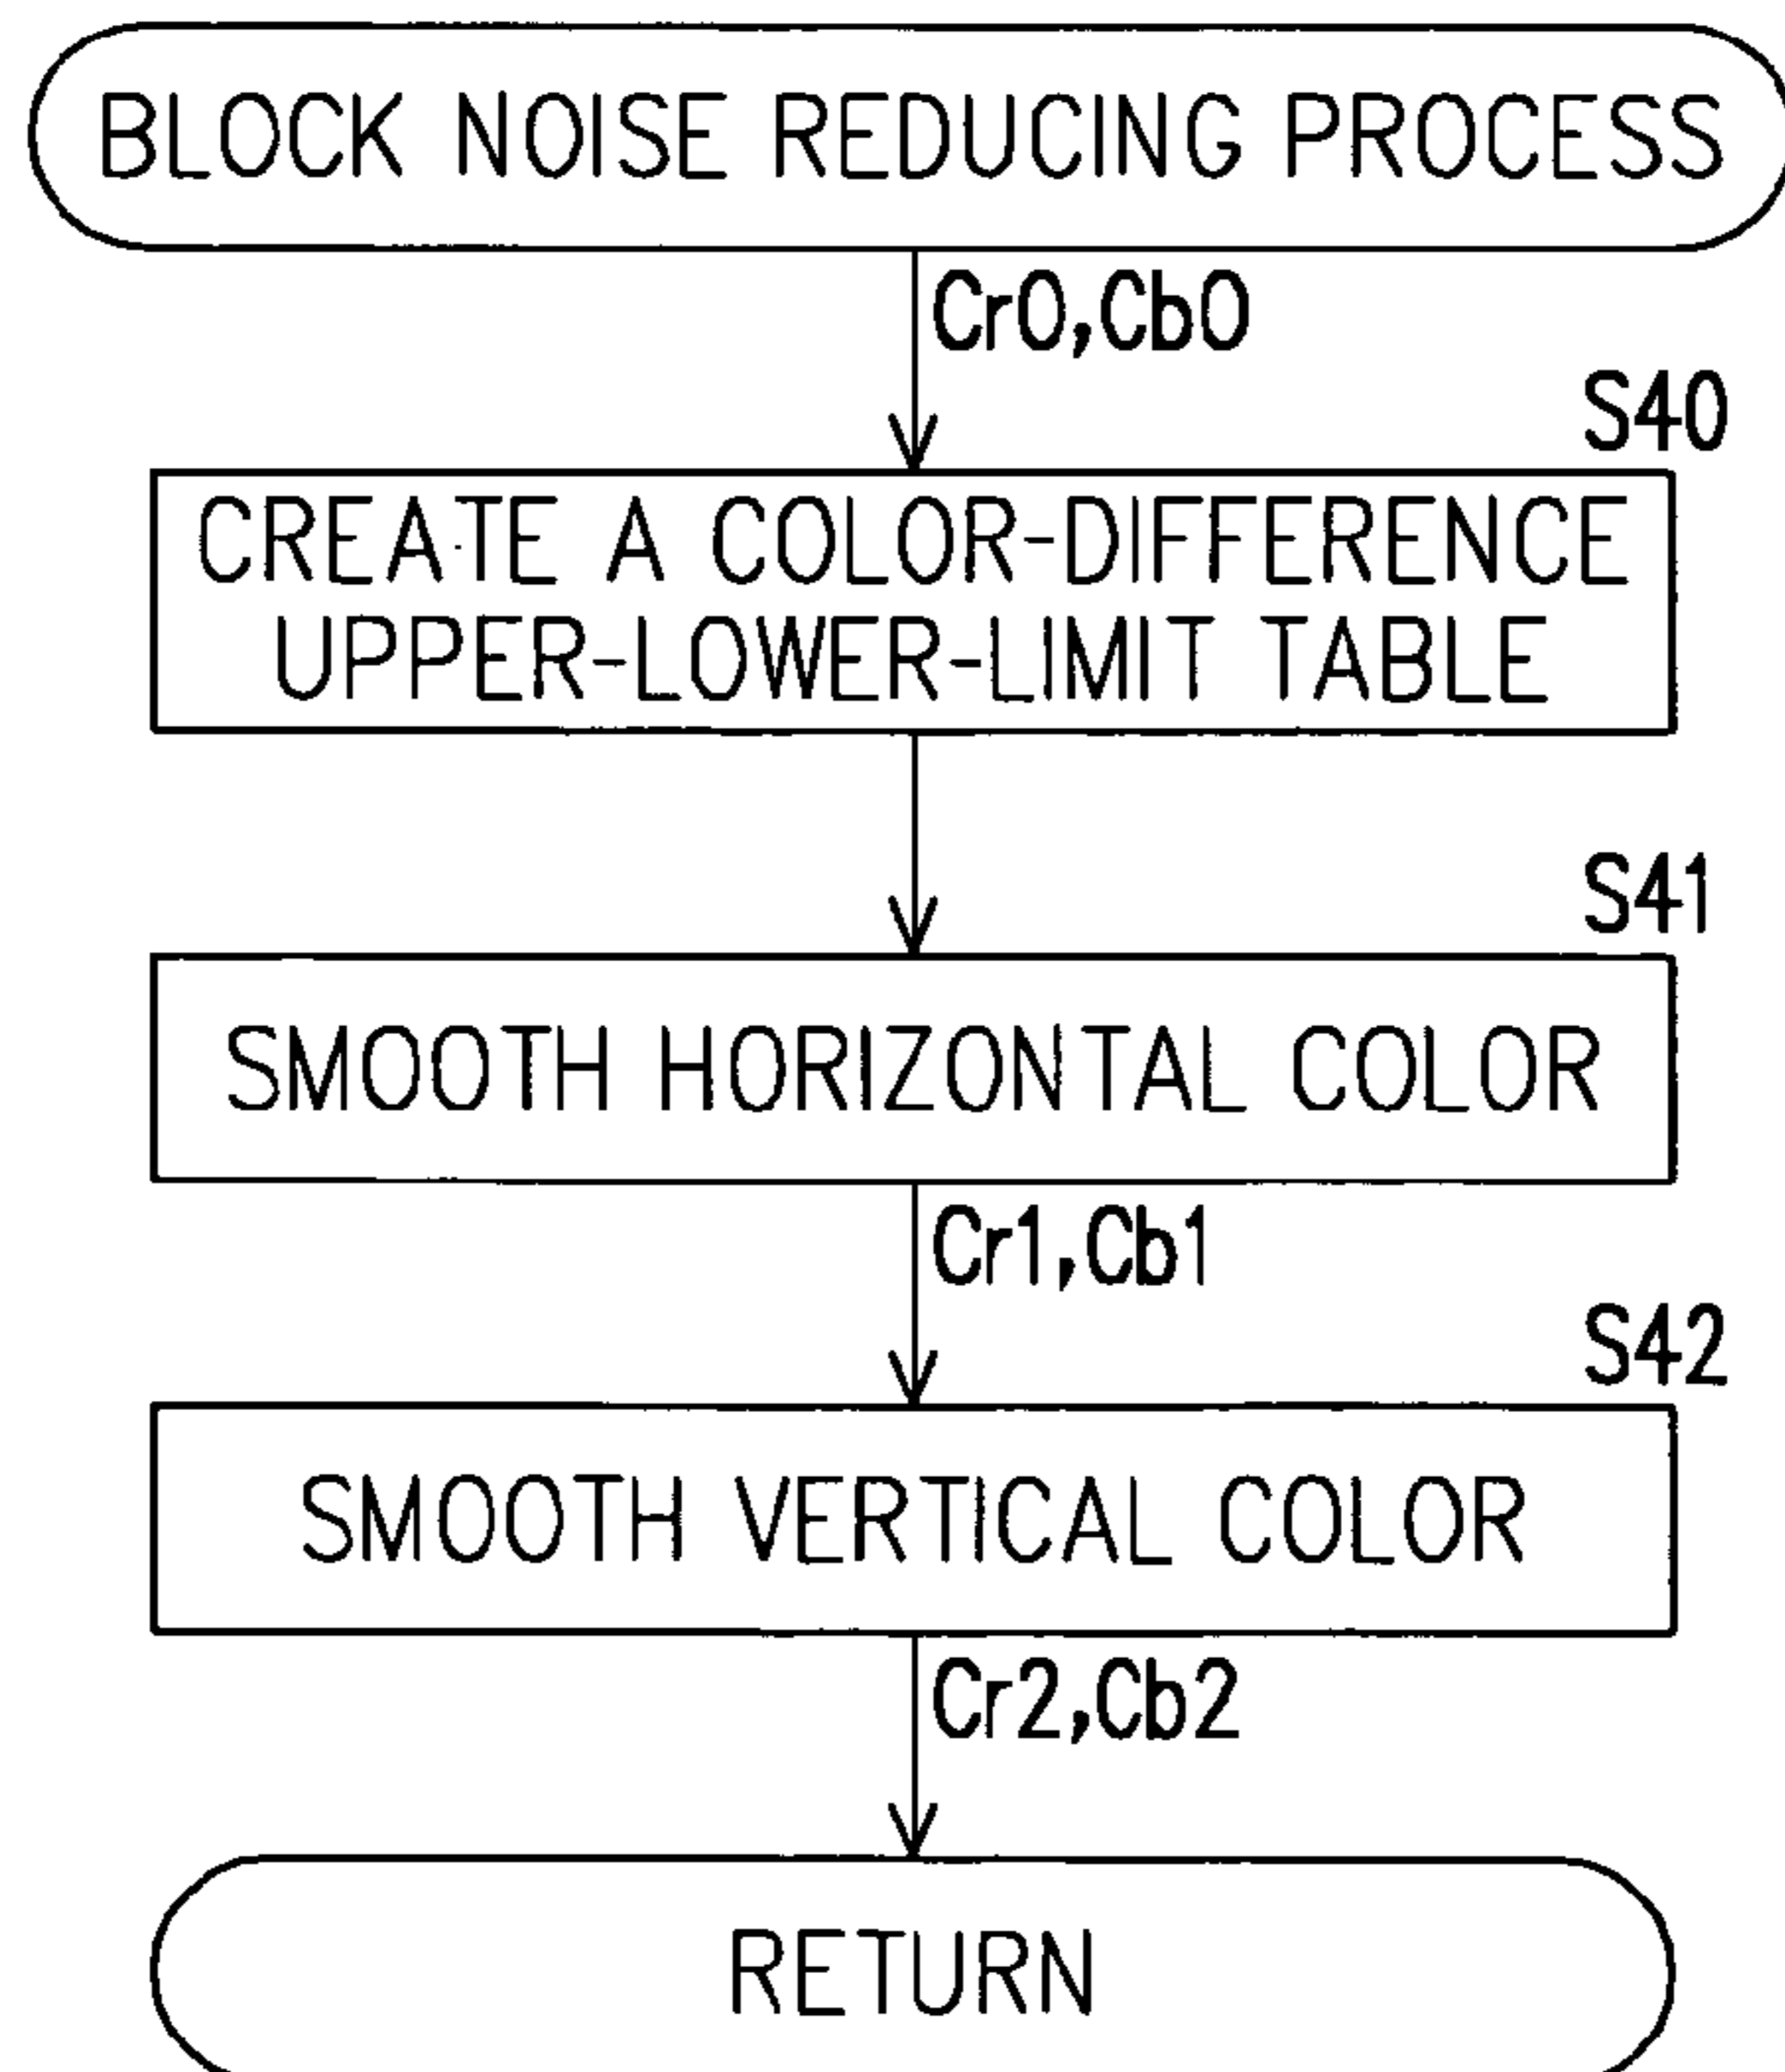 BLOCK NOISE REDUCING PROCESS
Cr0,Cb0
S40
CREATE A COLOR-DIFFERENCE
UPPER-LOWER-LIMIT TABLE
S41
SMOOTH HORIZONTAL COLOR
Cr1,Cb1
S42
SMOOTH VERTICAL COLOR
Cr2,Cb2
RETURN